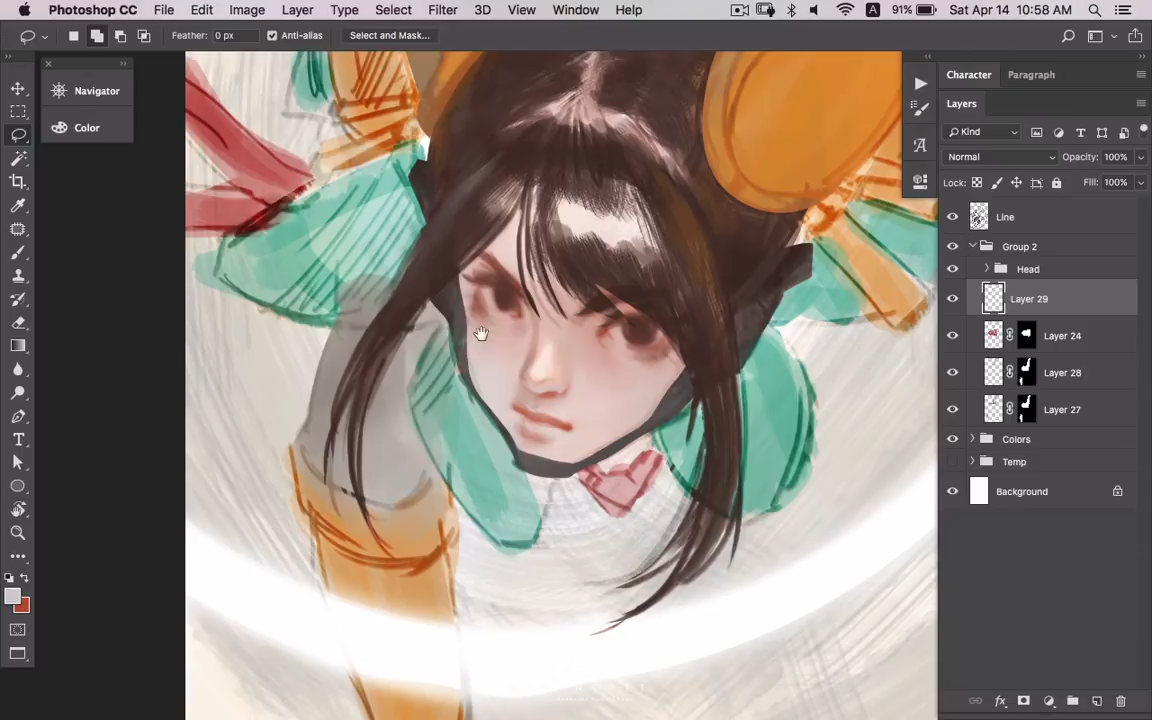 Photoshop CC File Edit Image Layer Type Select Filter 3D View Window Help A 91% Sat Apr 14 10:58 AM
Feather: 0 px Anti-alias Select and Mask...
Navigator
Color
Character Paragraph
Layers
Kind
Normal Opacity: 100%
Lock: Fill: 100%
Line
Group 2
Head
Layer 29
Layer 24
Layer 28
Layer 27
Colors
Temp
Background